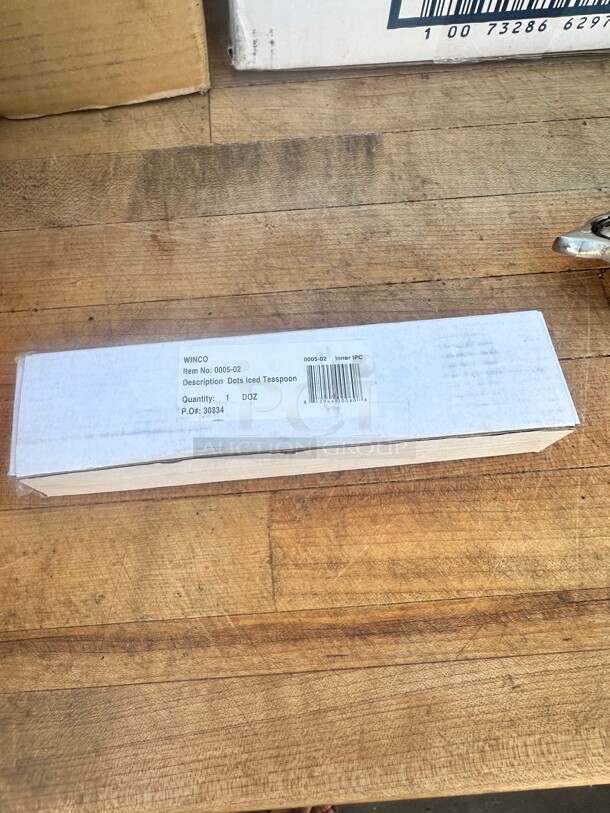 1 00 73286 6297
WINCO
0005-02 Inner IPC
Item No: 0005-02
Description Dots Iced Teaspoon
Quantity: 1 DOZ
P.O#: 30334
pci
AUCTION GROUP